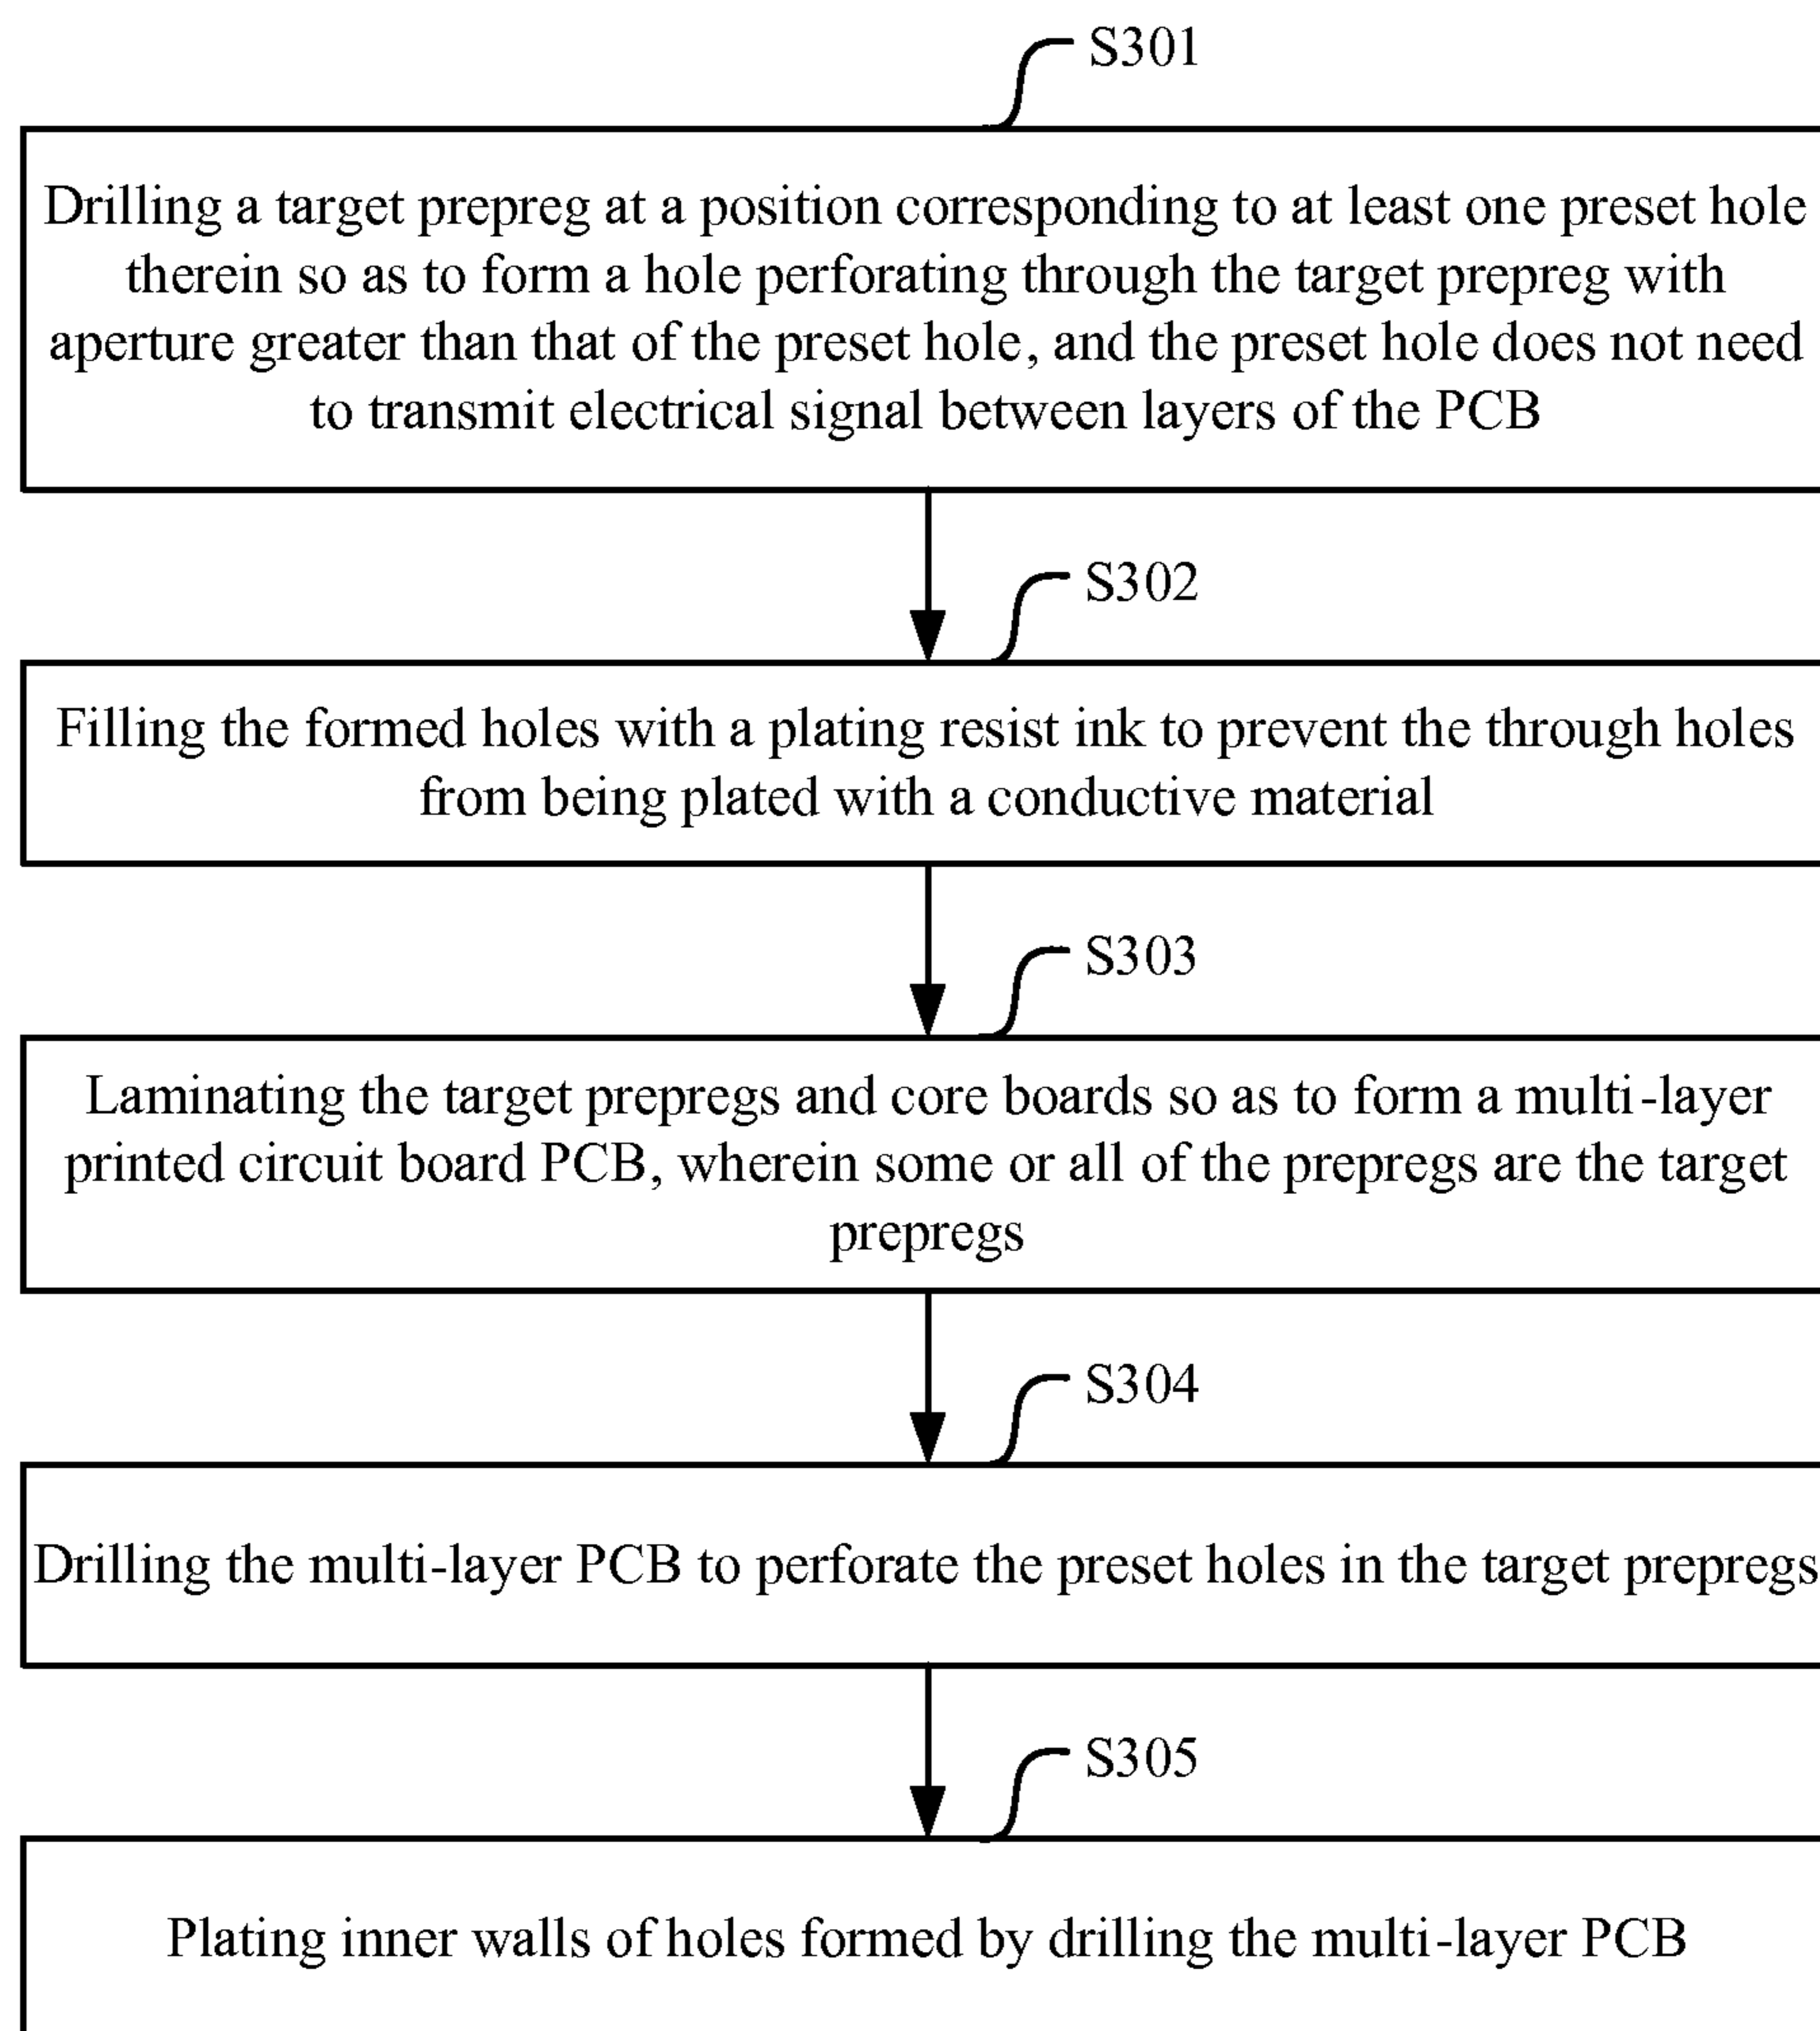 S301
Drilling a target prepreg at a position corresponding to at least one preset hole
therein so as to form a hole perforating through the target prepreg with
aperture greater than that of the preset hole, and the preset hole does not need
to transmit electrical signal between layers of the PCB
S302
Filling the formed holes with a plating resist ink to prevent the through holes
from being plated with a conductive material
S303
Laminating the target prepregs and core boards so as to form a multi-layer
printed circuit board PCB, wherein some or all of the prepregs are the target
prepregs
S304
Drilling the multi-layer PCB to perforate the preset holes in the target prepregs
S305
Plating inner walls of holes formed by drilling the multi-layer PCB